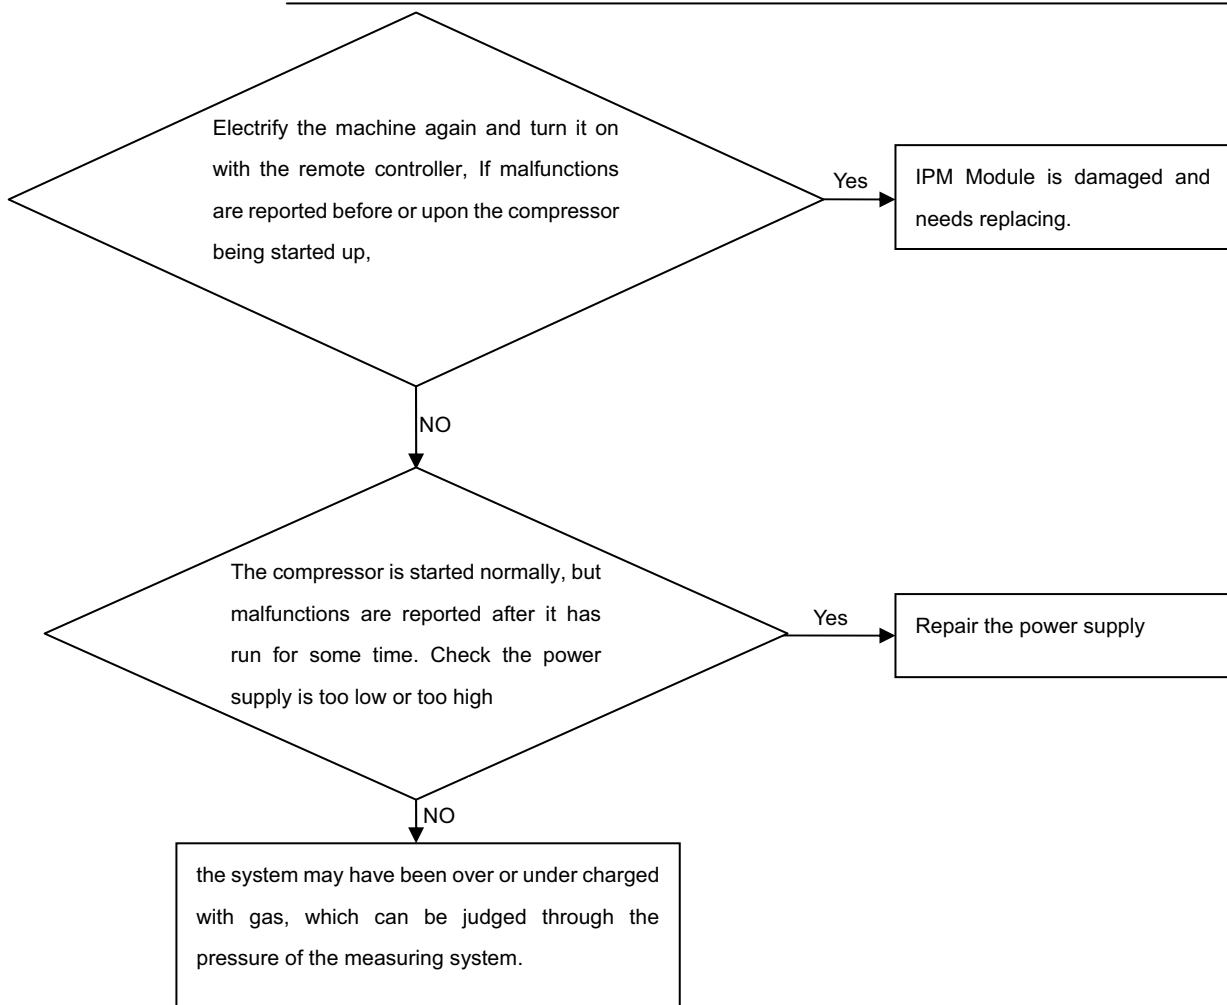 Electrify the machine again and turn it on
with the remote controller, If malfunctions
are reported before or upon the compressor
being started up,
Yes
IPM Module is damaged and
needs replacing.
NO
The compressor is started normally, but
malfunctions are reported after it has
run for some time. Check the power
supply is too low or too high
Yes
Repair the power supply
NO
the system may have been over or under charged
with gas, which can be judged through the
pressure of the measuring system.